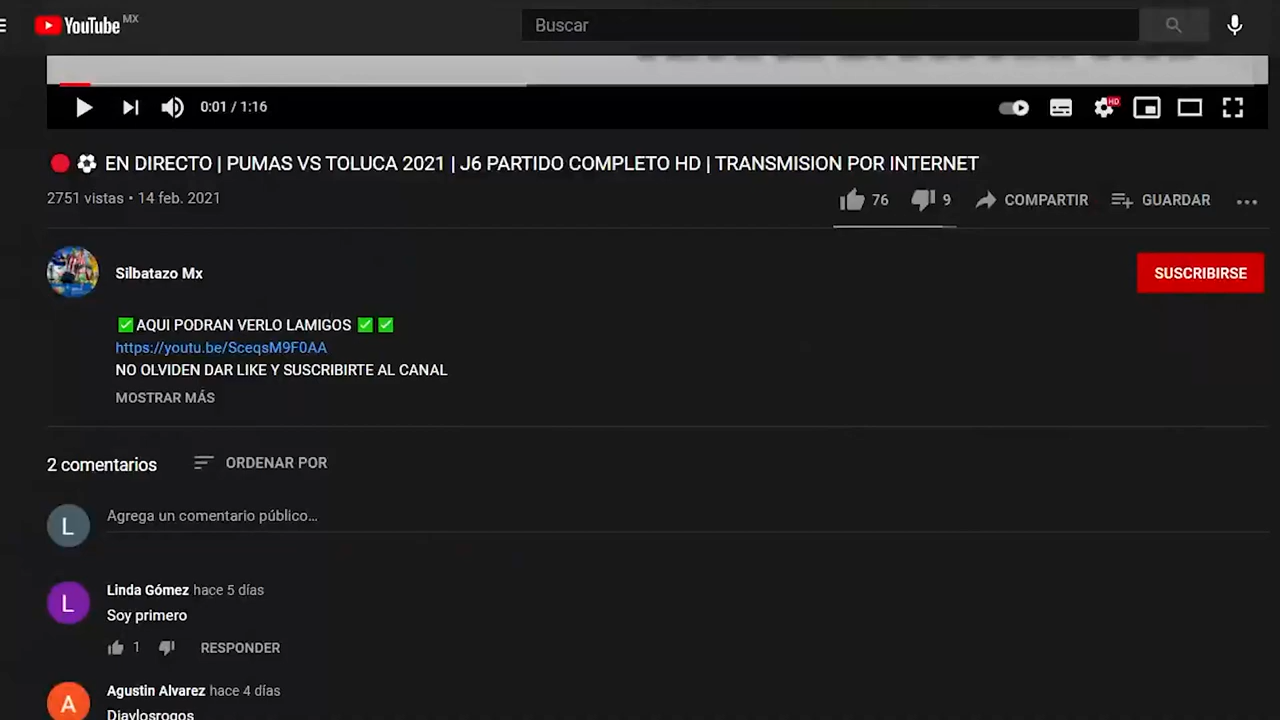 YouTube MX
Buscar
0:01 / 1:16
HD
EN DIRECTO | PUMAS VS TOLUCA 2021 | J6 PARTIDO COMPLETO HD | TRANSMISION POR INTERNET
2751 vistas • 14 feb. 2021
76
9
COMPARTIR
GUARDAR
Silbatazo Mx
SUSCRIBIRSE
✅AQUI PODRAN VERLO LAMIGOS ✅ ✅
https://youtu.be/SceqsM9F0AA
NO OLVIDEN DAR LIKE Y SUSCRIBIRTE AL CANAL
MOSTRAR MÁS
2 comentarios
ORDENAR POR
L
Agrega un comentario público...
L
Linda Gómez hace 5 días
Soy primero
1
RESPONDER
A
Agustin Alvarez hace 4 días
Diaylosrogos